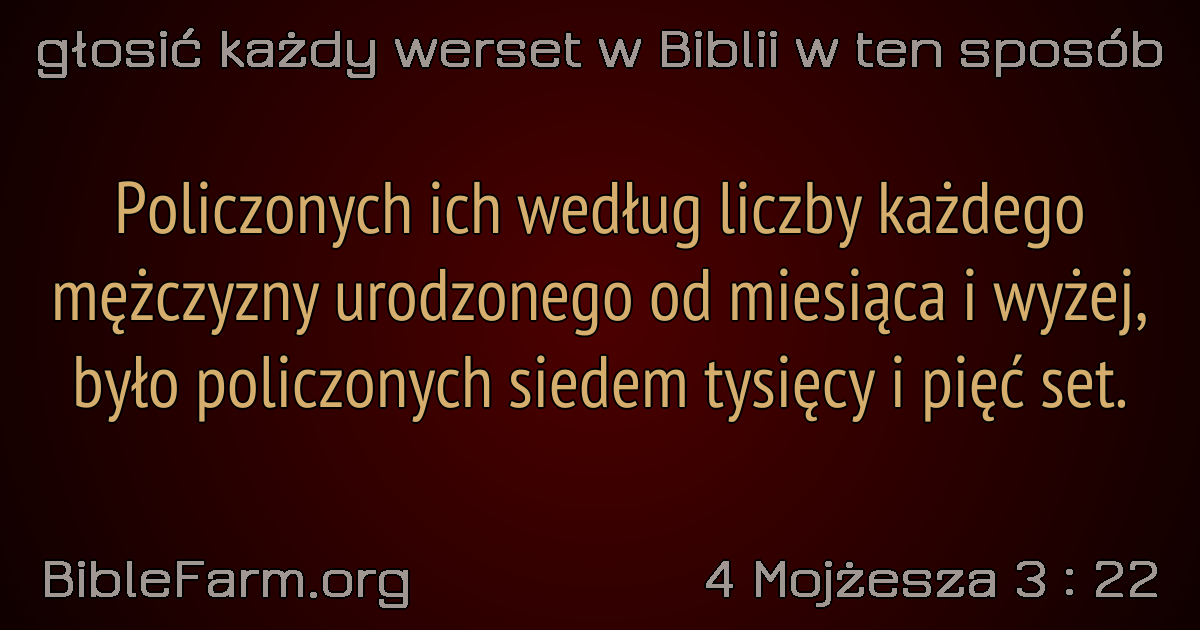 głosić każdy werset w Biblii w ten sposób
Policzonych ich według liczby każdego
mężczyzny urodzonego od miesiąca i wyżej,
było policzonych siedem tysięcy i pięć set.
BibleFarm.org
4 Mojżesza 3 : 22